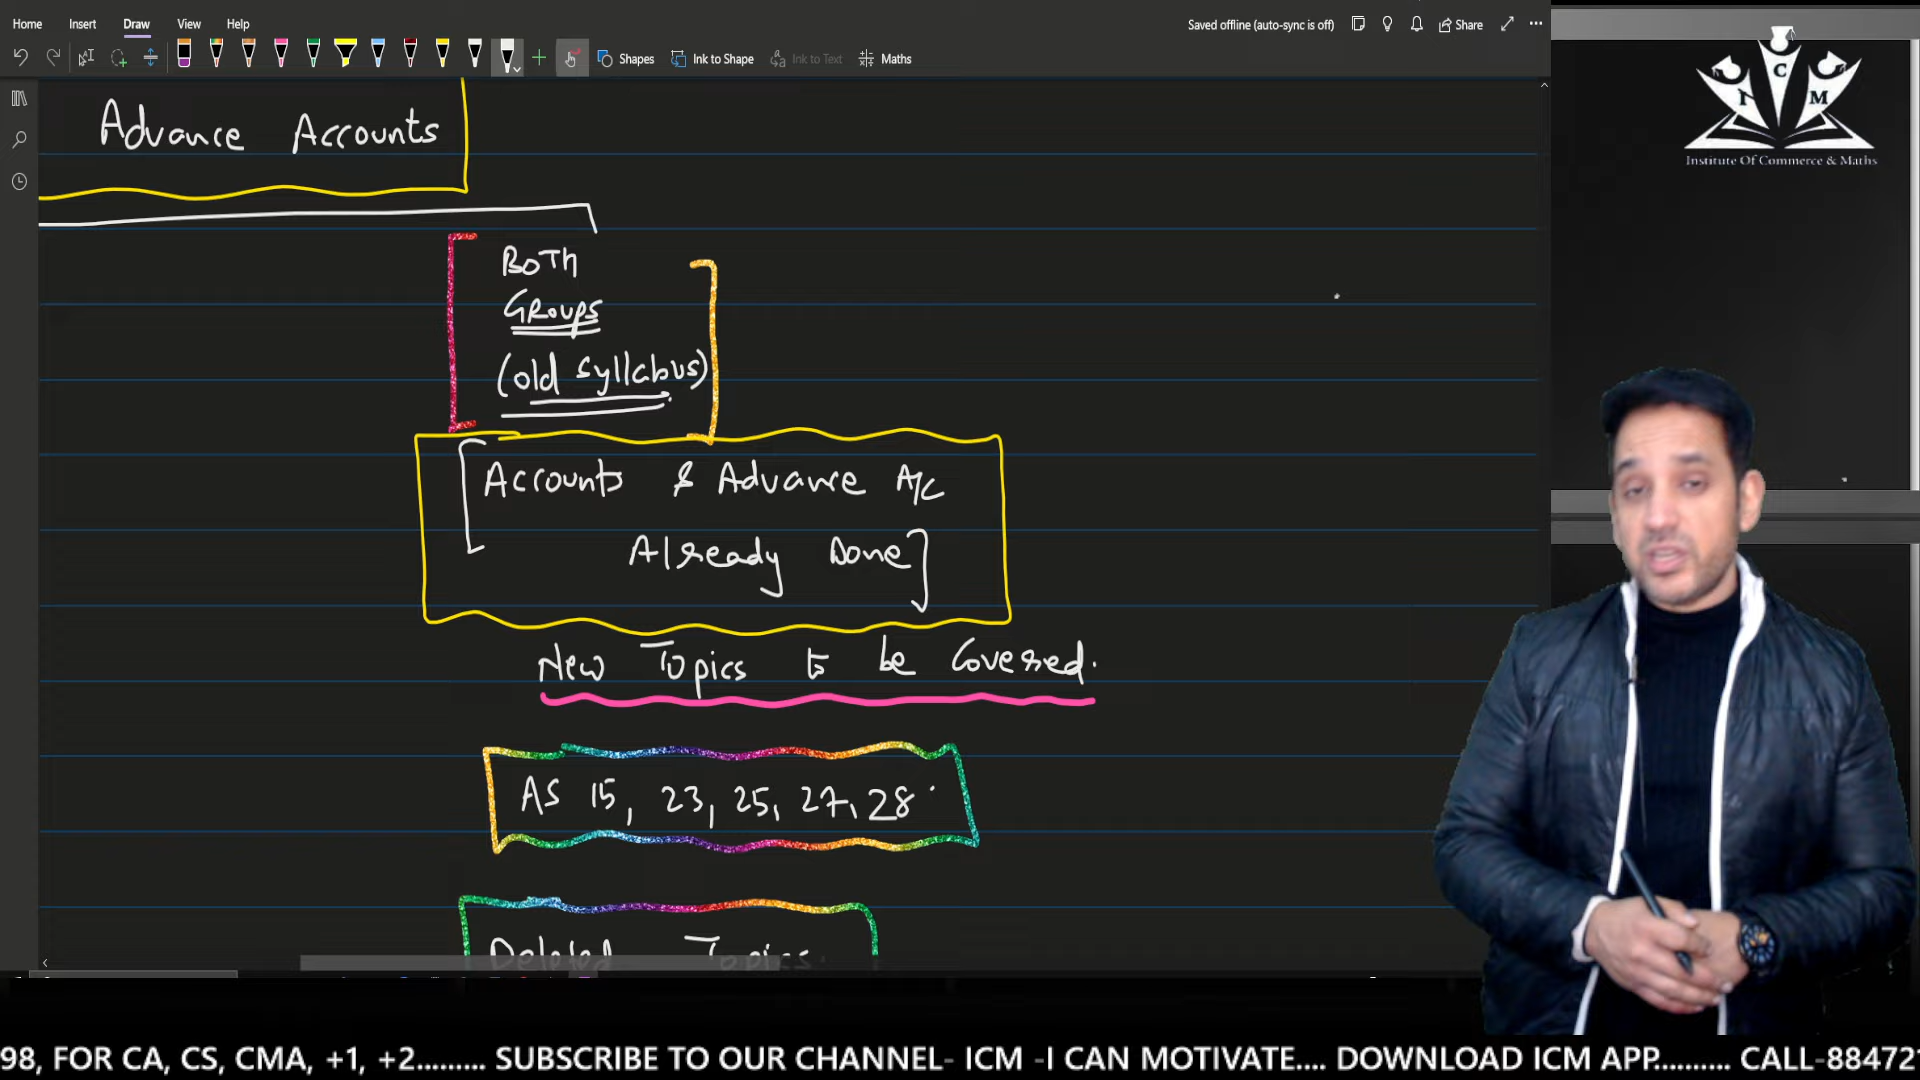 Home Insert Draw View Help
Saved offline (auto-sync is off) Share
Shapes Ink to Shape Ink to Text Maths
Advance Accounts
BOTH
GROUPS
(old syllabus)
Accounts & Advance A/C
Already Done
New Topics to be Covered.
AS 15, 23, 25, 27, 28
Deleted Topics
I C M
Institute Of Commerce & Maths
98, FOR CA, CS, CMA, +1, +2......... SUBSCRIBE TO OUR CHANNEL- ICM -I CAN MOTIVATE.... DOWNLOAD ICM APP.......... CALL-88472